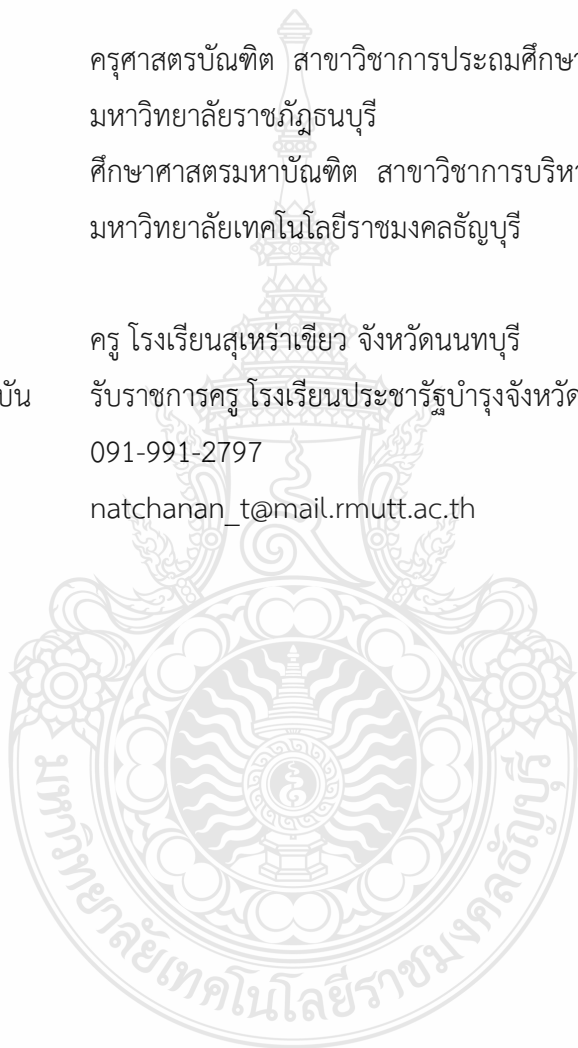 ครุศาสตรบัณฑิต สาขาวิชาการประถมศึกษา
มหาวิทยาลัยราชภัฏธนบุรี
ศึกษาศาสตรมหาบัณฑิต สาขาวิชาการบริหา
มหาวิทยาลัยเทคโนโลยีราชมงคลธัญบุรี
ครู โรงเรียนสุเหร่าเขียว จังหวัดนนทบุรี
บัน รับราชการครู โรงเรียนประชารัฐบำรุงจังหวัด
091-991-2797
natchanan_t@mail.rmutt.ac.th
มหาวิทยาลัยเทคโนโลยีราชมงคลธัญบุรี